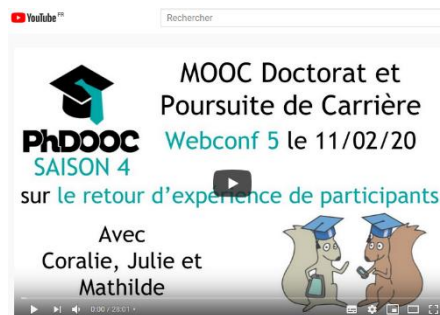 YouTube FR
Rechercher
MOOC Doctorat et
Poursuite de Carrière
PhDOOC
Webconf 5 le 11/02/20
SAISON 4
sur le retour d'expérience de participants
Avec
Coralie, Julie et
Mathilde
0:00 / 23:01